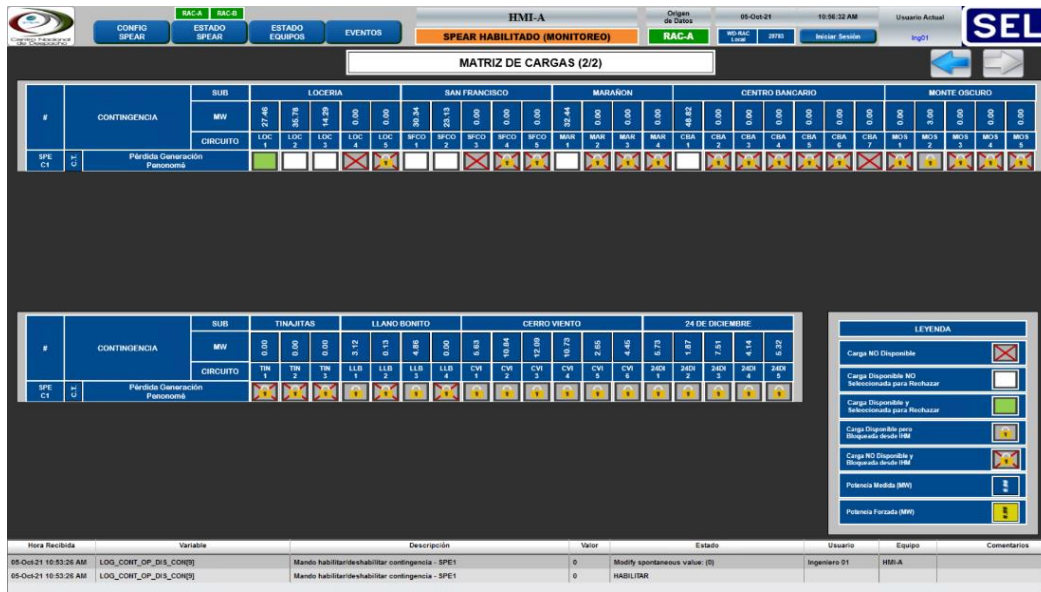 Centro Nacional
de Despacho
CONFIG
SPEAR
RAC-A RAC-B
ESTADO
SPEAR
ESTADO
EQUIPOS
EVENTOS
HMI-A
SPEAR HABILITADO (MONITOREO)
Origen
de Datos
RAC-A
05-Oct-21
WD-RAC
Local
29793
10:56:32 AM
Iniciar Sesión
Usuario Actual
Ing01
SEL
MATRIZ DE CARGAS (2/2)
# CONTINGENCIA SUB LOCERIA SAN FRANCISCO MARAÑON CENTRO BANCARIO MONTE OSCURO
MW 27.46 35.78 14.29 0.00 0.00 30.34 23.13 0.00 0.00 0.00 32.44 0.00 0.00 0.00 48.82 0.00 0.00 0.00 0.00 0.00 0.00 0.00 3.00 0.00 0.00 0.00
CIRCUITO LOC 1 LOC 2 LOC 3 LOC 4 LOC 5 SFCO 1 SFCO 2 SFCO 3 SFCO 4 SFCO 5 MAR 1 MAR 2 MAR 3 MAR 4 CBA 1 CBA 2 CBA 3 CBA 4 CBA 5 CBA 6 CBA 7 MOS 1 MOS 2 MOS 3 MOS 4 MOS 5
SPE
C1
C.T.
Pérdida Generación
Penonomé
# CONTINGENCIA SUB TINAJITAS LLANO BONITO CERRO VIENTO 24 DE DICIEMBRE
MW 0.00 0.00 0.00 3.12 0.13 4.86 0.00 5.63 10.84 12.09 10.73 2.65 4.45 5.73 1.87 7.51 4.14 5.32
CIRCUITO TIN 1 TIN 2 TIN 3 LLB 1 LLB 2 LLB 3 LLB 4 CVI 1 CVI 2 CVI 3 CVI 4 CVI 5 CVI 6 24DI 1 24DI 2 24DI 3 24DI 4 24DI 5
SPE
C1
C.T.
Pérdida Generación
Penonomé
LEYENDA
Carga NO Disponible
Carga Disponible NO
Seleccionada para Rechazar
Carga Disponible y
Seleccionada para Rechazar
Carga Disponible pero
Bloqueada desde IHM
Carga NO Disponible y
Bloqueada desde IHM
Potencia Medida (MW)
Potencia Forzada (MW)
Hora Recibida Variable Descripción Valor Estado Usuario Equipo Comentarios
05-Oct-21 10:53:26 AM LOG_CONT_OP_DIS_CON[9] Mando habilitar/deshabilitar contingencia - SPE1 0 Modify spontaneous value: (0) Ingeniero 01 HMI-A
05-Oct-21 10:53:26 AM LOG_CONT_OP_DIS_CON[9] Mando habilitar/deshabilitar contingencia - SPE1 0 HABILITAR